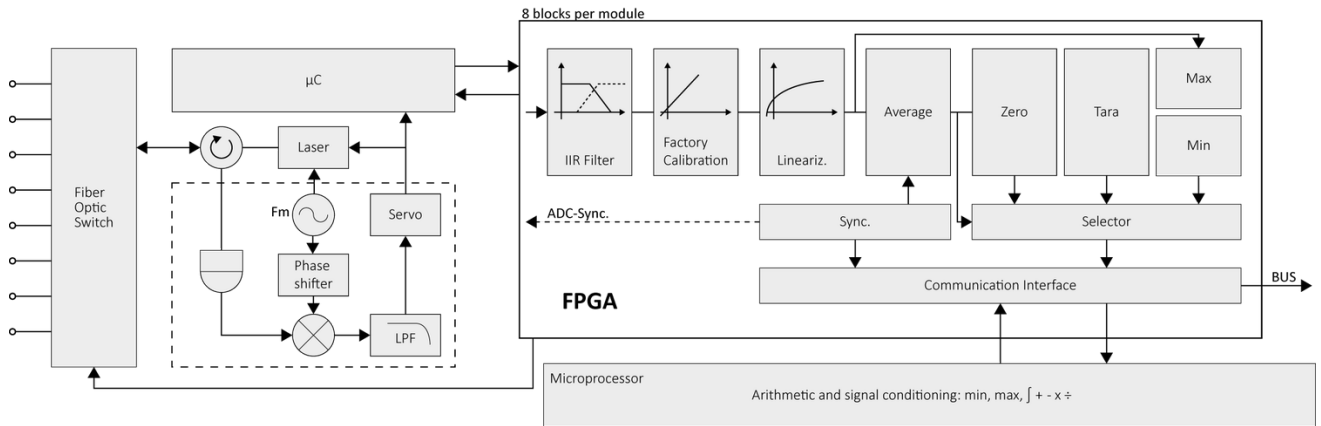 8 blocks per module
µC
Fiber
Optic
Switch
Laser
Fm
Servo
Phase
shifter
LPF
IIR Filter
Factory
Calibration
Lineariz.
Average
Zero
Tara
Max
Min
ADC-Sync.
Sync.
Selector
Communication Interface
BUS
FPGA
Microprocessor
Arithmetic and signal conditioning: min, max, ∫ + - x ÷